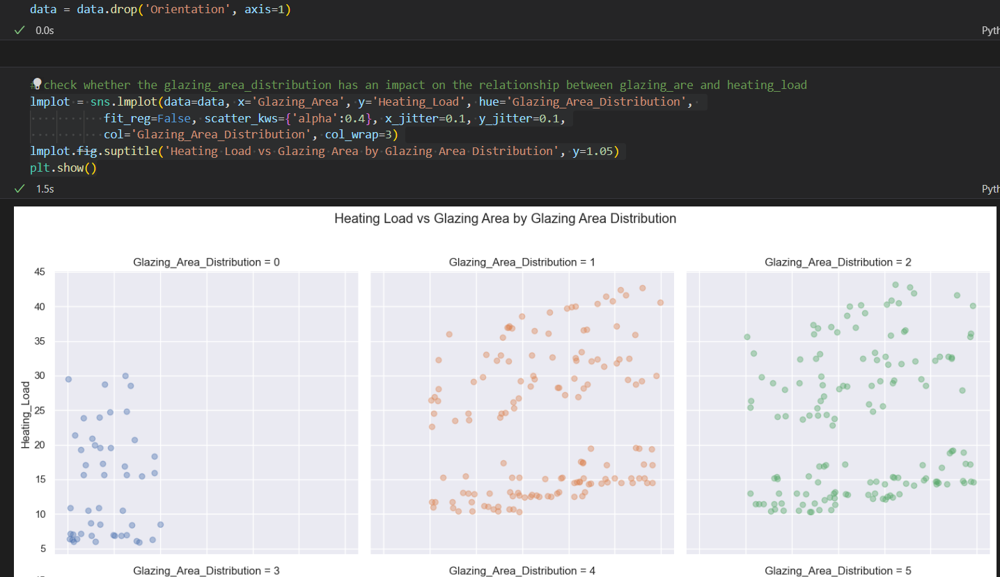 data = data.drop('Orientation', axis=1)
0.0s
Pyth
# check whether the glazing_area_distribution has an impact on the relationship between glazing_are and heating_load
lmplot = sns.lmplot(data=data, x='Glazing_Area', y='Heating_Load', hue='Glazing_Area_Distribution',
fit_reg=False, scatter_kws={'alpha':0.4}, x_jitter=0.1, y_jitter=0.1,
col='Glazing_Area_Distribution', col_wrap=3)
lmplot.fig.suptitle('Heating Load vs Glazing Area by Glazing Area Distribution', y=1.05)
plt.show()
1.5s
Pyth
Heating Load vs Glazing Area by Glazing Area Distribution
Glazing_Area_Distribution = 0
Glazing_Area_Distribution = 1
Glazing_Area_Distribution = 2
45
40
35
30
25
20
15
10
5
Heating_Load
Glazing_Area_Distribution = 3
Glazing_Area_Distribution = 4
Glazing_Area_Distribution = 5